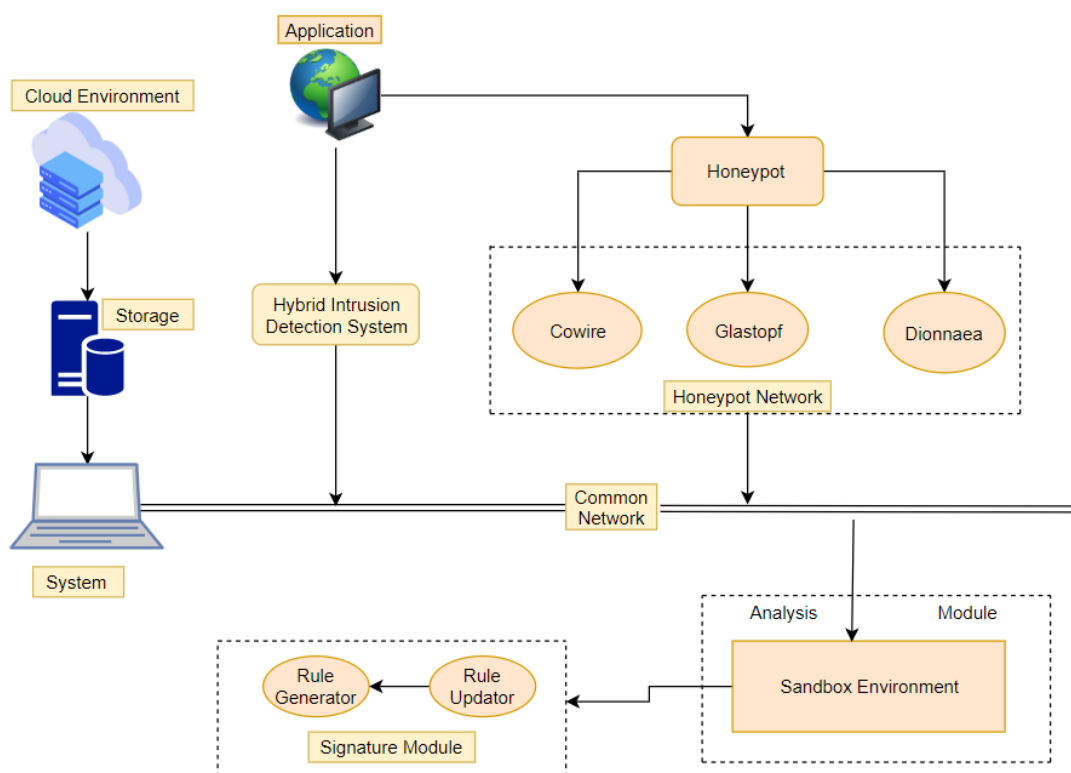 Application
Cloud Environment
Honeypot
Storage
Hybrid Intrusion
Detection System
Cowire
Glastopf
Dionnaea
Honeypot Network
Common
Network
System
Analysis Module
Sandbox Environment
Rule
Generator
Rule
Updator
Signature Module